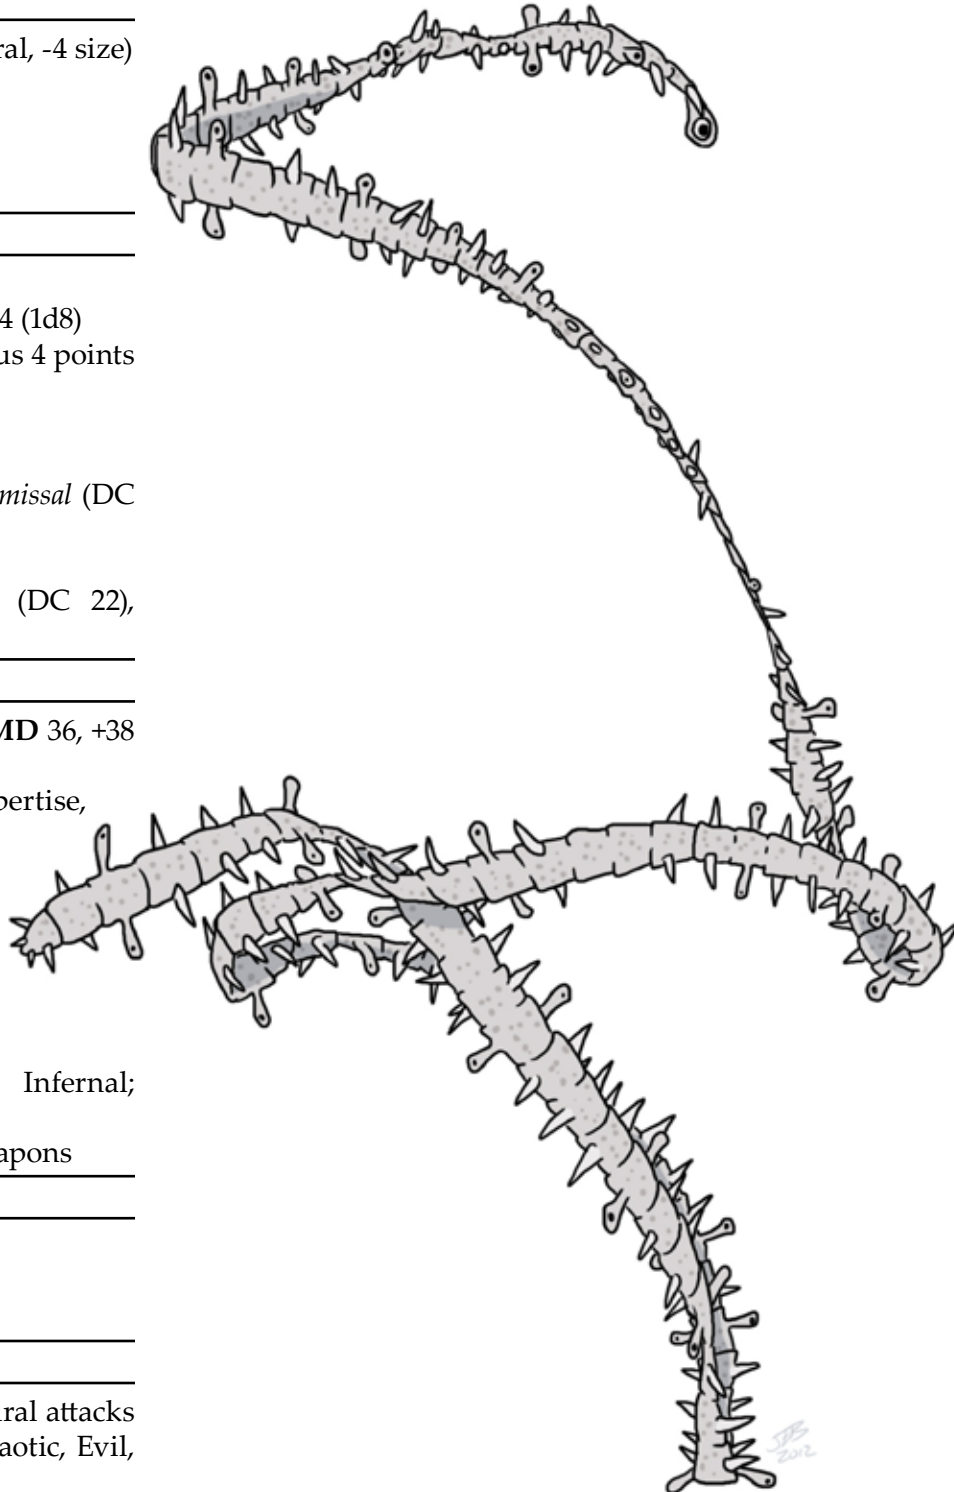 ral, -4 size)
4 (1d8)
us 4 points
missal (DC
(DC 22),
MD 36, +38
pertise,
Infernal;
apons
ral attacks
aotic, Evil,
2012